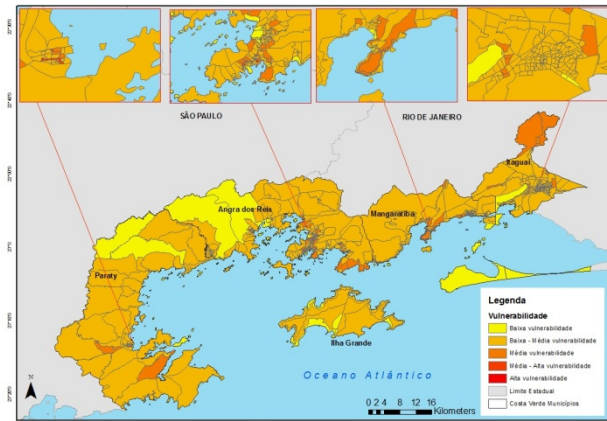 SÃO PAULO
RIO DE JANEIRO
Itaguaí
Angra dos Reis
Mangaratiba
Paraty
Ilha Grande
Oceano Atlântico
Legenda
Vulnerabilidade
Baixa vulnerabilidade
Baixa - Média vulnerabilidade
Média vulnerabilidade
Média - Alta vulnerabilidade
Alta vulnerabilidade
Limite Estadual
Costa Verde Municípios
0 2 4 8 12 16
Kilometers